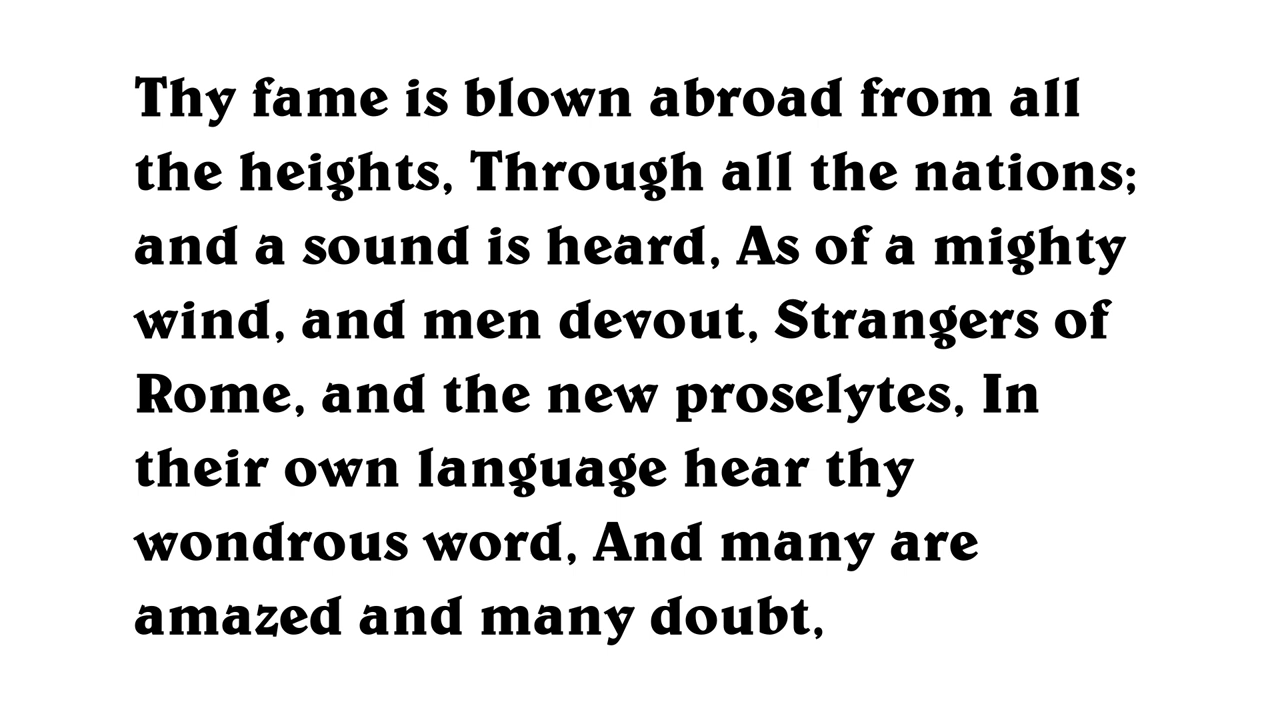 Thy fame is blown abroad from all
the heights, Through all the nations;
and a sound is heard, As of a mighty
wind, and men devout, Strangers of
Rome, and the new proselytes, In
their own language hear thy
wondrous word, And many are
amazed and many doubt,